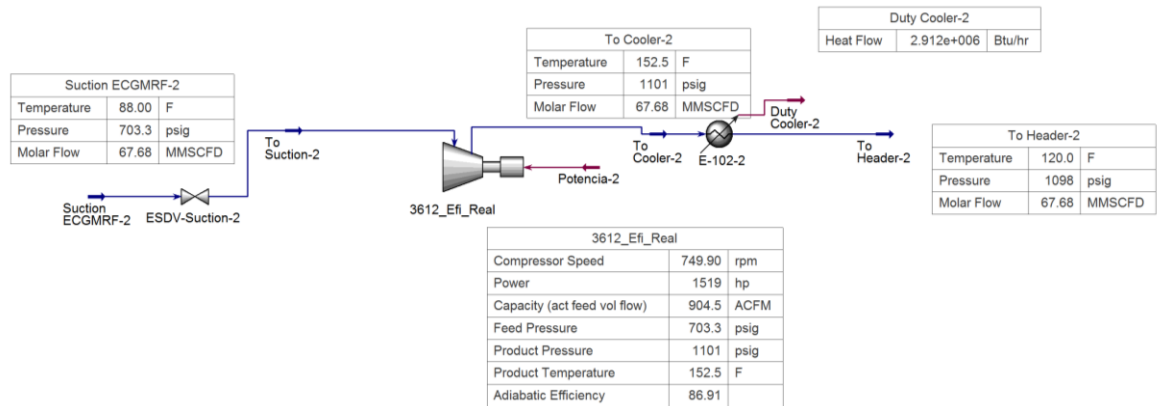 Duty Cooler-2
Heat Flow 2.912e+006 Btu/hr
To Cooler-2
Temperature 152.5 F
Pressure 1101 psig
Molar Flow 67.68 MMSCFD
Suction ECGMRF-2
Temperature 88.00 F
Pressure 703.3 psig
Molar Flow 67.68 MMSCFD
Duty
Cooler-2
To
Suction-2
To
Cooler-2
E-102-2
To
Header-2
To Header-2
Temperature 120.0 F
Pressure 1098 psig
Molar Flow 67.68 MMSCFD
Potencia-2
Suction
ECGMRF-2
ESDV-Suction-2
3612_Efi_Real
3612_Efi_Real
Compressor Speed 749.90 rpm
Power 1519 hp
Capacity (act feed vol flow) 904.5 ACFM
Feed Pressure 703.3 psig
Product Pressure 1101 psig
Product Temperature 152.5 F
Adiabatic Efficiency 86.91